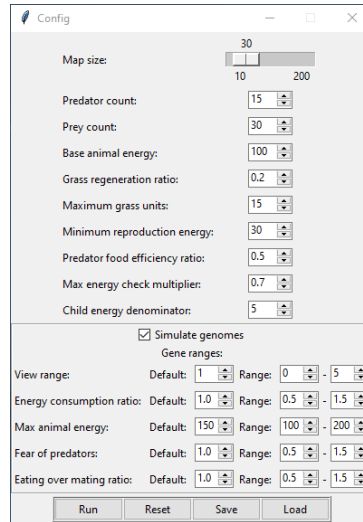 Config
30
Map size:
10 200
Predator count: 15
Prey count: 30
Base animal energy: 100
Grass regeneration ratio: 0.2
Maximum grass units: 15
Minimum reproduction energy: 30
Predator food efficiency ratio: 0.5
Max energy check multiplier: 0.7
Child energy denominator: 5
Simulate genomes
Gene ranges:
View range: Default: 1 Range: 0 - 5
Energy consumption ratio: Default: 1.0 Range: 0.5 - 1.5
Max animal energy: Default: 150 Range: 100 - 200
Fear of predators: Default: 1.0 Range: 0.5 - 1.5
Eating over mating ratio: Default: 1.0 Range: 0.5 - 1.5
Run Reset Save Load